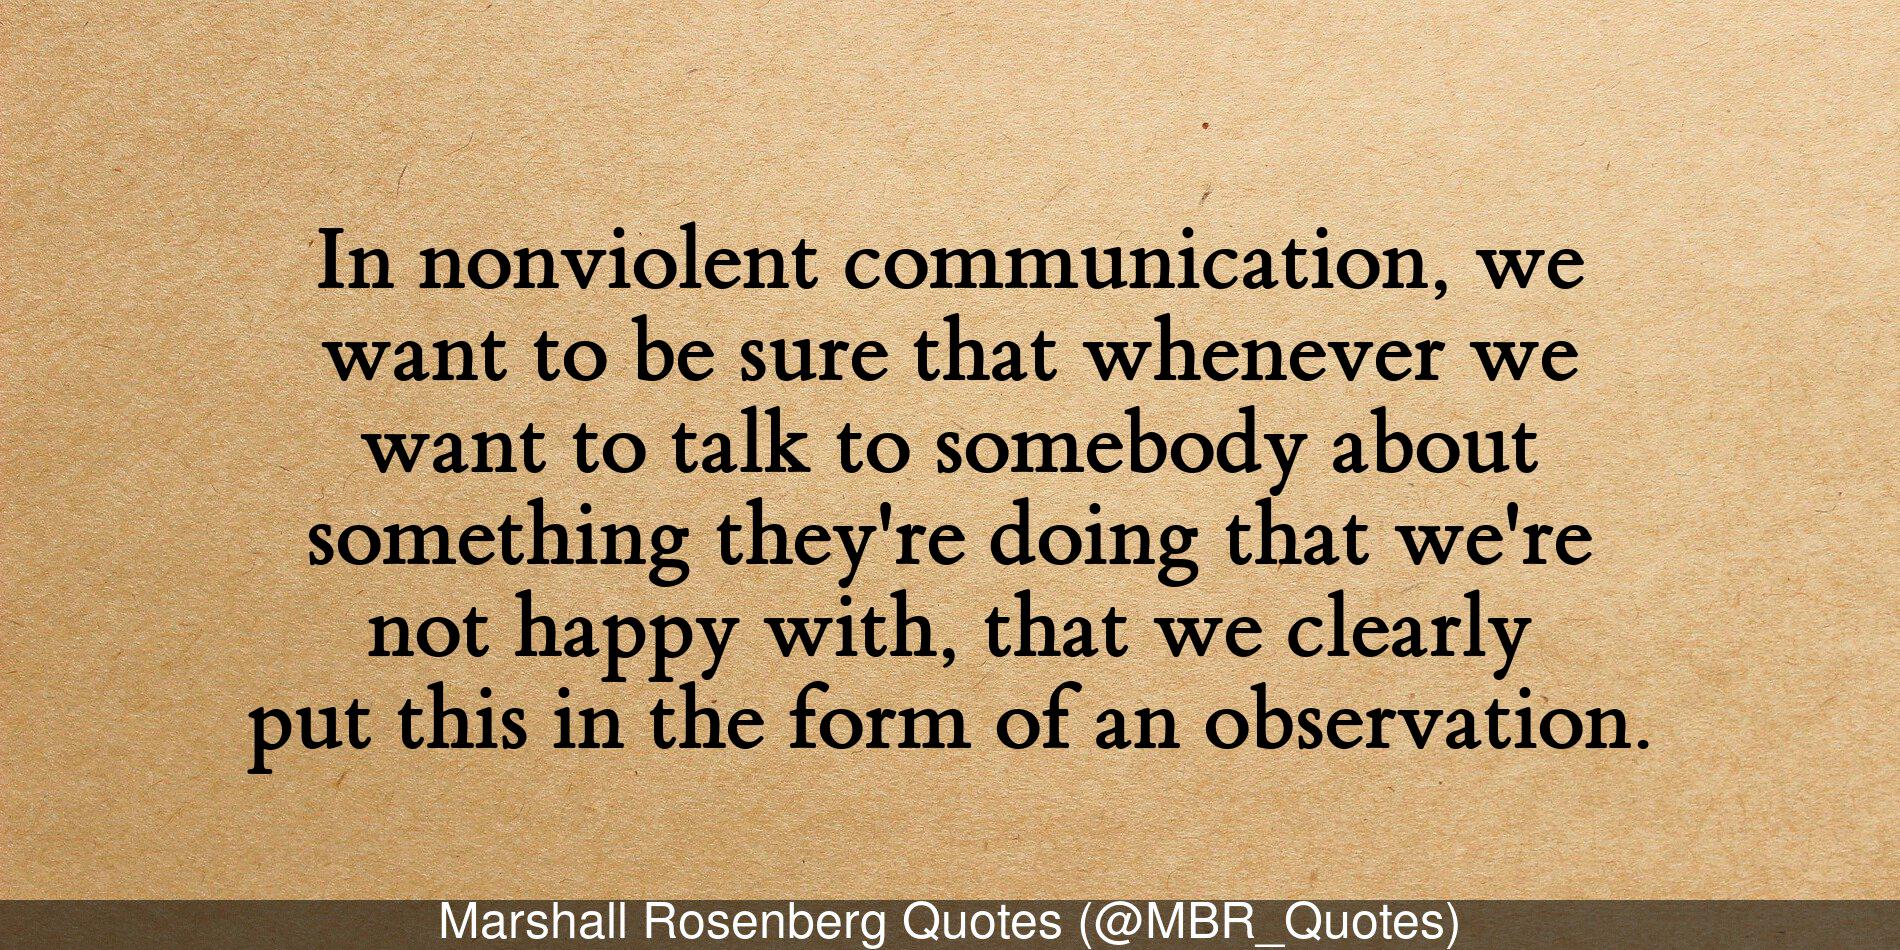 In nonviolent communication, we
want to be sure that whenever we
want to talk to somebody about
something they're doing that we're
not happy with, that we clearly
put this in the form of an observation.
Marshall Rosenberg Quotes (@MBR_Quotes)